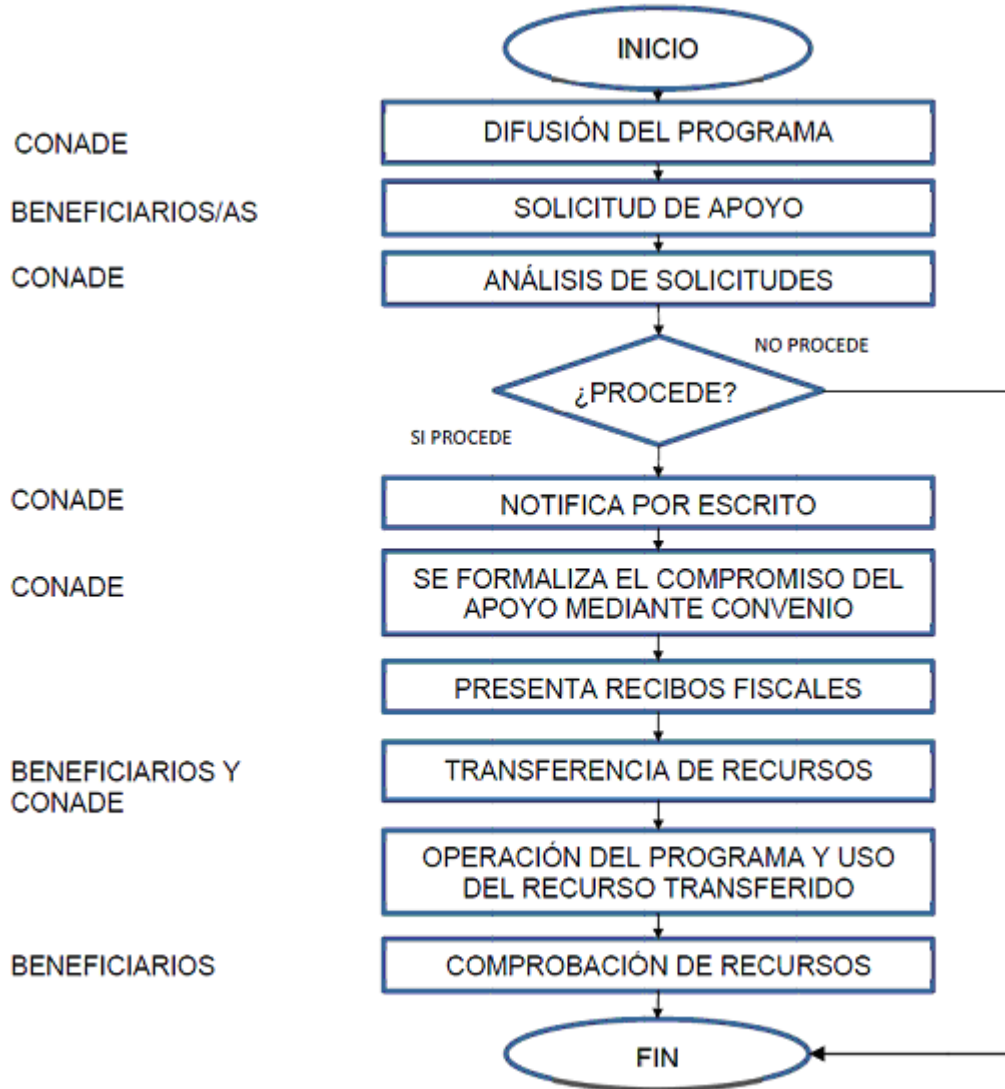 INICIO
CONADE
DIFUSIÓN DEL PROGRAMA
BENEFICIARIOS/AS
SOLICITUD DE APOYO
CONADE
ANÁLISIS DE SOLICITUDES
NO PROCEDE
¿PROCEDE?
SI PROCEDE
CONADE
NOTIFICA POR ESCRITO
CONADE
SE FORMALIZA EL COMPROMISO DEL
APOYO MEDIANTE CONVENIO
PRESENTA RECIBOS FISCALES
BENEFICIARIOS Y
CONADE
TRANSFERENCIA DE RECURSOS
OPERACIÓN DEL PROGRAMA Y USO
DEL RECURSO TRANSFERIDO
BENEFICIARIOS
COMPROBACIÓN DE RECURSOS
FIN